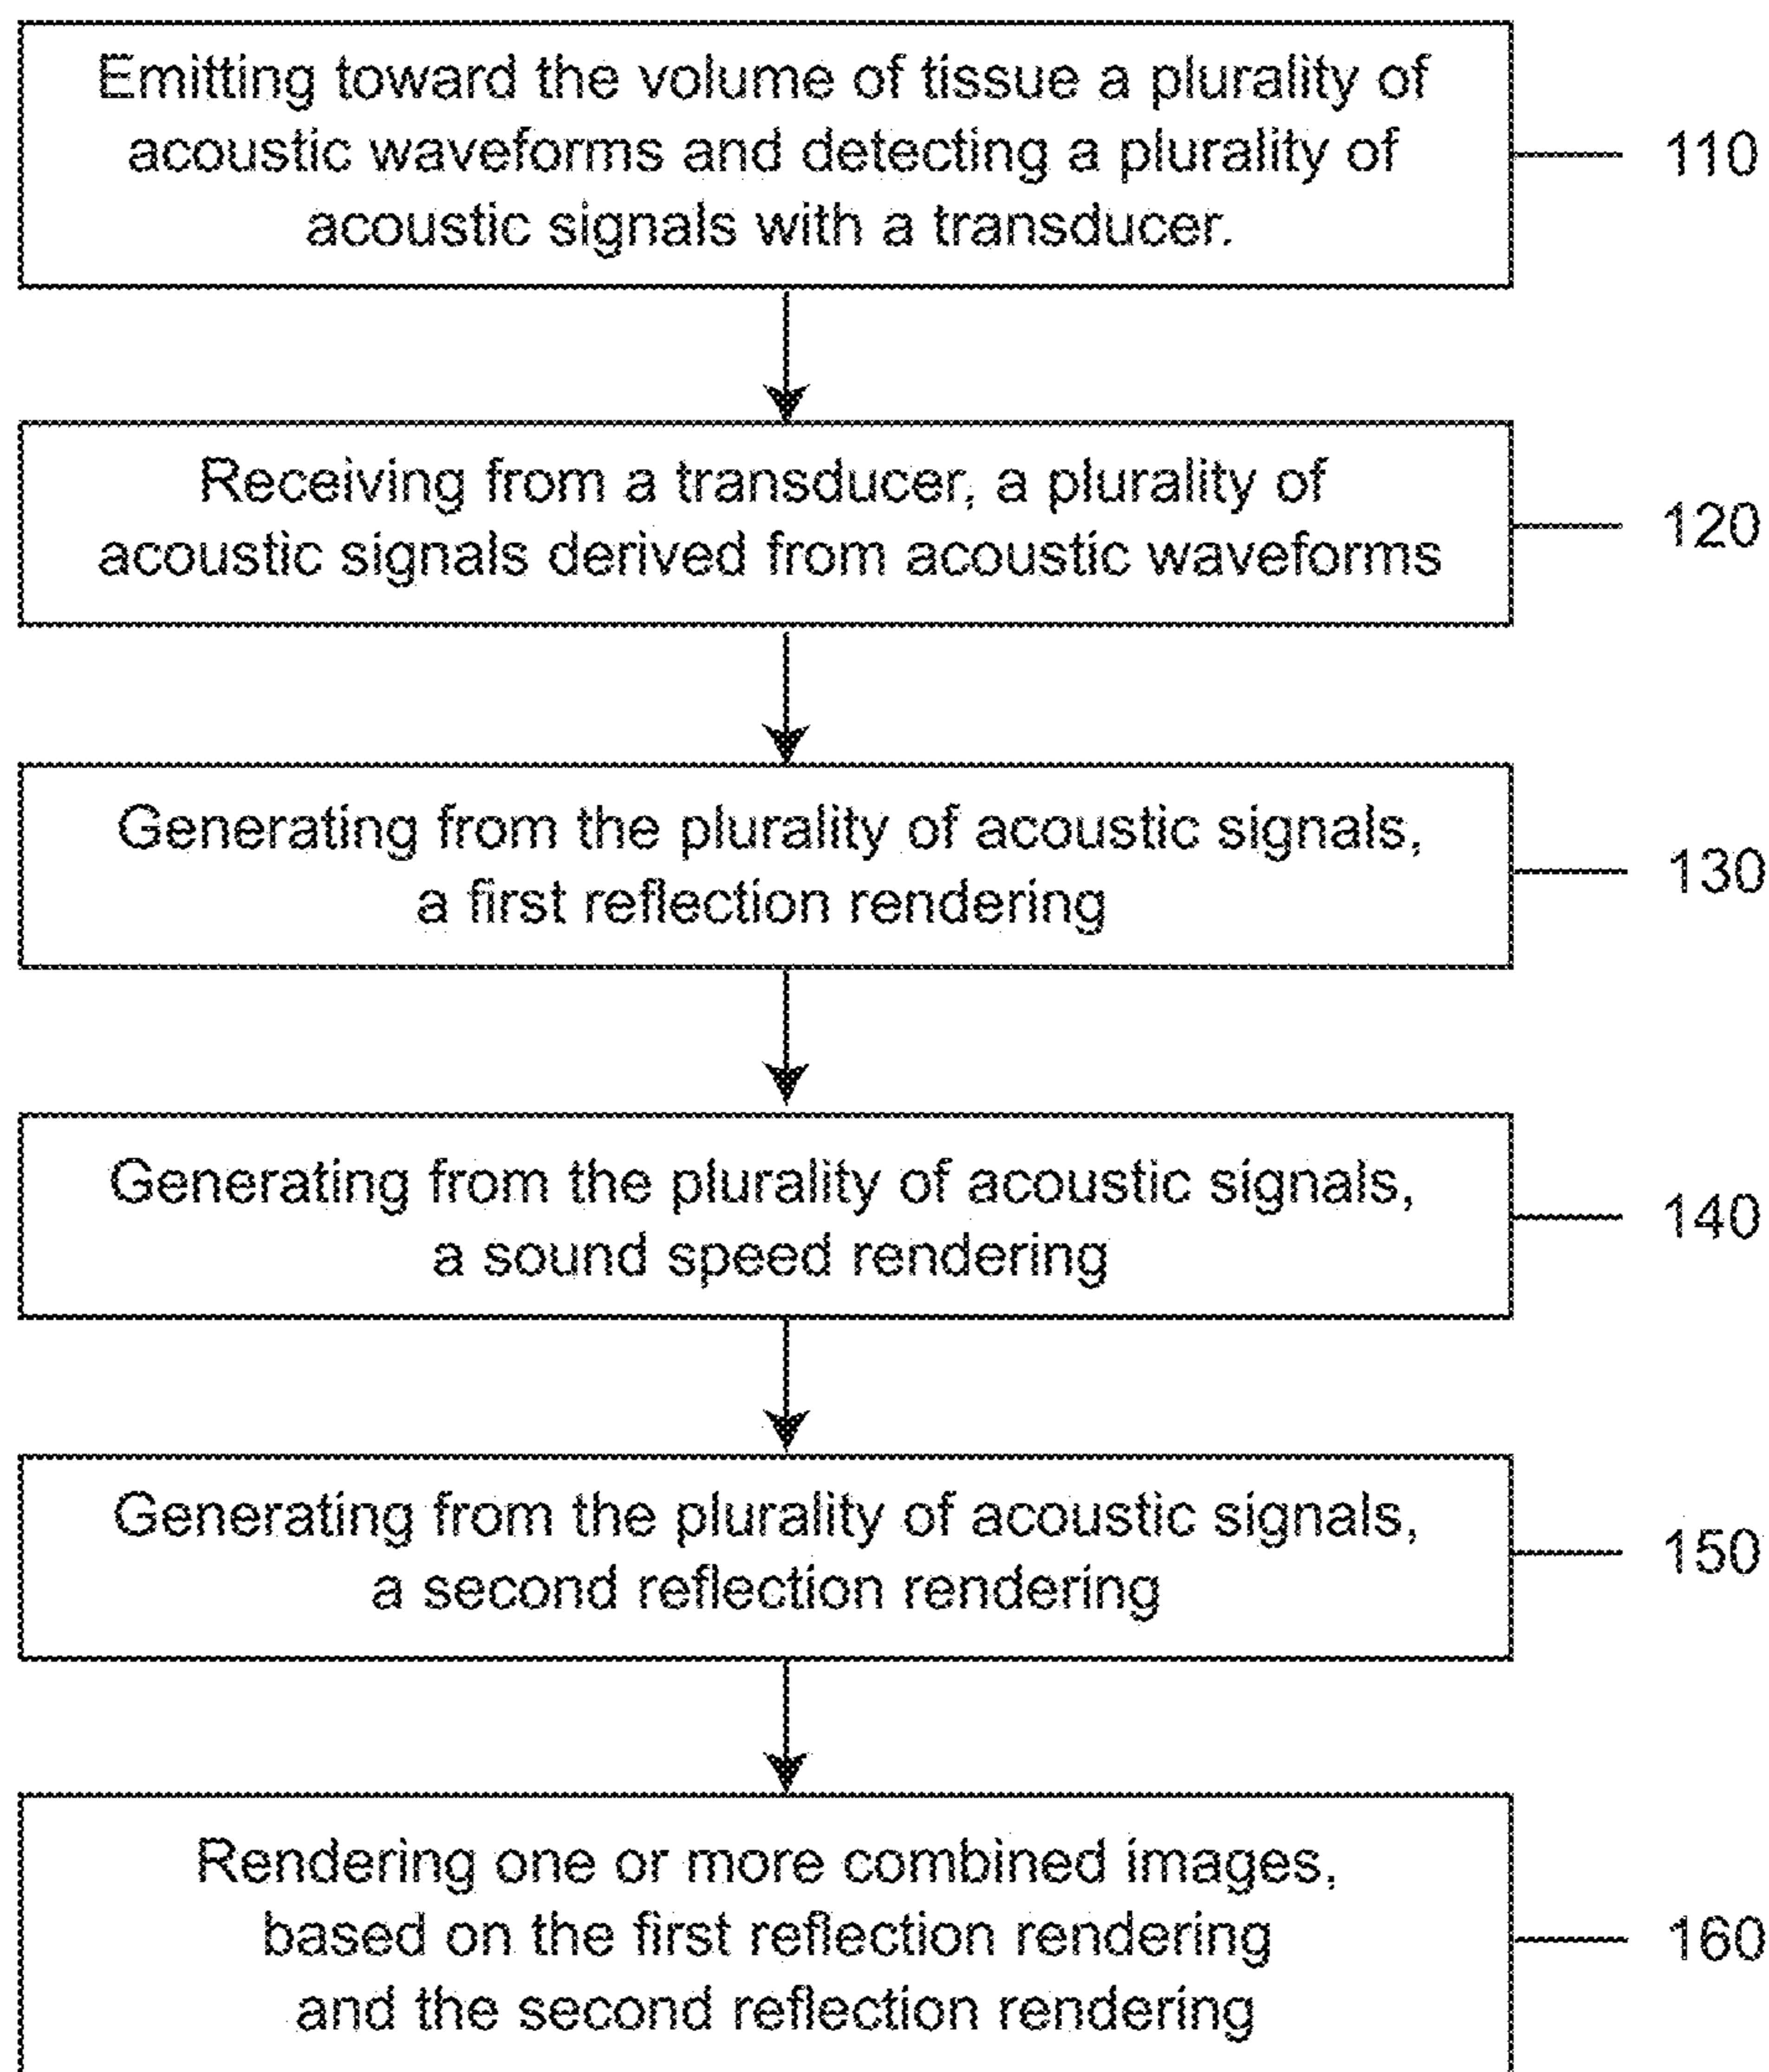 Emitting toward the volume of tissue a plurality of
acoustic waveforms and detecting a plurality of
acoustic signals with a transducer.
110
Receiving from a transducer, a plurality of
acoustic signals derived from acoustic waveforms
120
Generating from the plurality of acoustic signals,
a first reflection rendering
130
Generating from the plurality of acoustic signals,
a sound speed rendering
140
Generating from the plurality of acoustic signals,
a second reflection rendering
150
Rendering one or more combined images,
based on the first reflection rendering
and the second reflection rendering
160